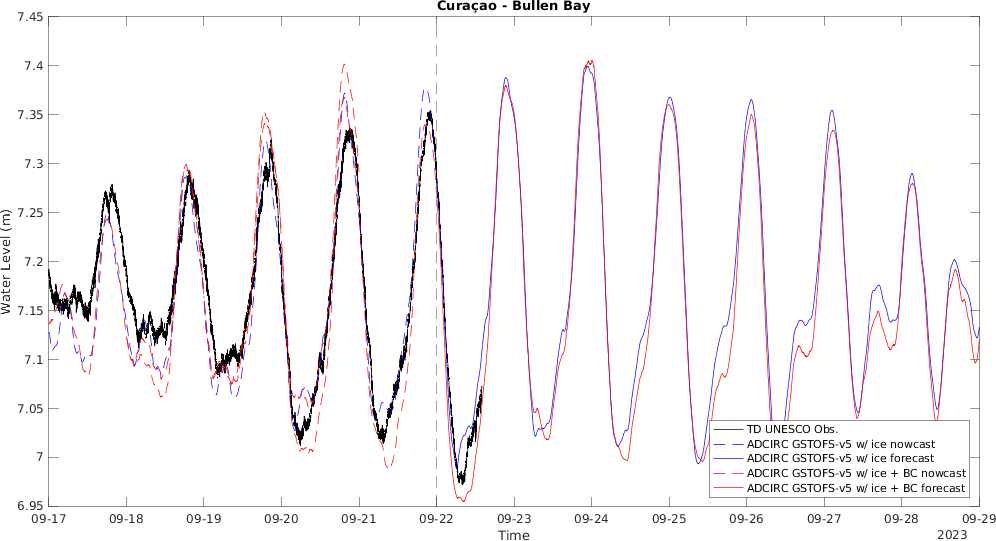 Curaçao - Bullen Bay
7.45
7.4
7.35
7.3
7.25
7.2
7.15
7.1
7.05
7
6.95
Water Level (m)
09-17 09-18 09-19 09-20 09-21 09-22 09-23 09-24 09-25 09-26 09-27 09-28 09-29
Time
2023
TD UNESCO Obs.
ADCIRC GSTOFS-v5 w/ ice nowcast
ADCIRC GSTOFS-v5 w/ ice forecast
ADCIRC GSTOFS-v5 w/ ice + BC nowcast
ADCIRC GSTOFS-v5 w/ ice + BC forecast